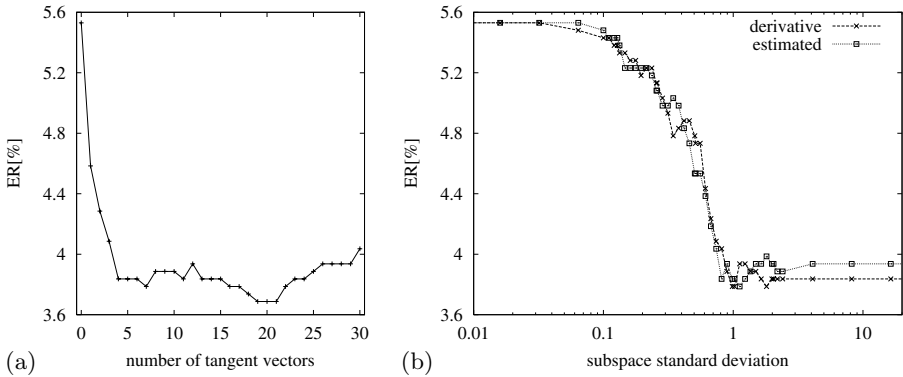 5.6
5.2
4.8
4.4
4
3.6
ER[%]
0 5 10 15 20 25 30
number of tangent vectors
(a)
5.6
5.2
4.8
4.4
4
3.6
ER[%]
derivative
estimated
0.01 0.1 1 10
subspace standard deviation
(b)